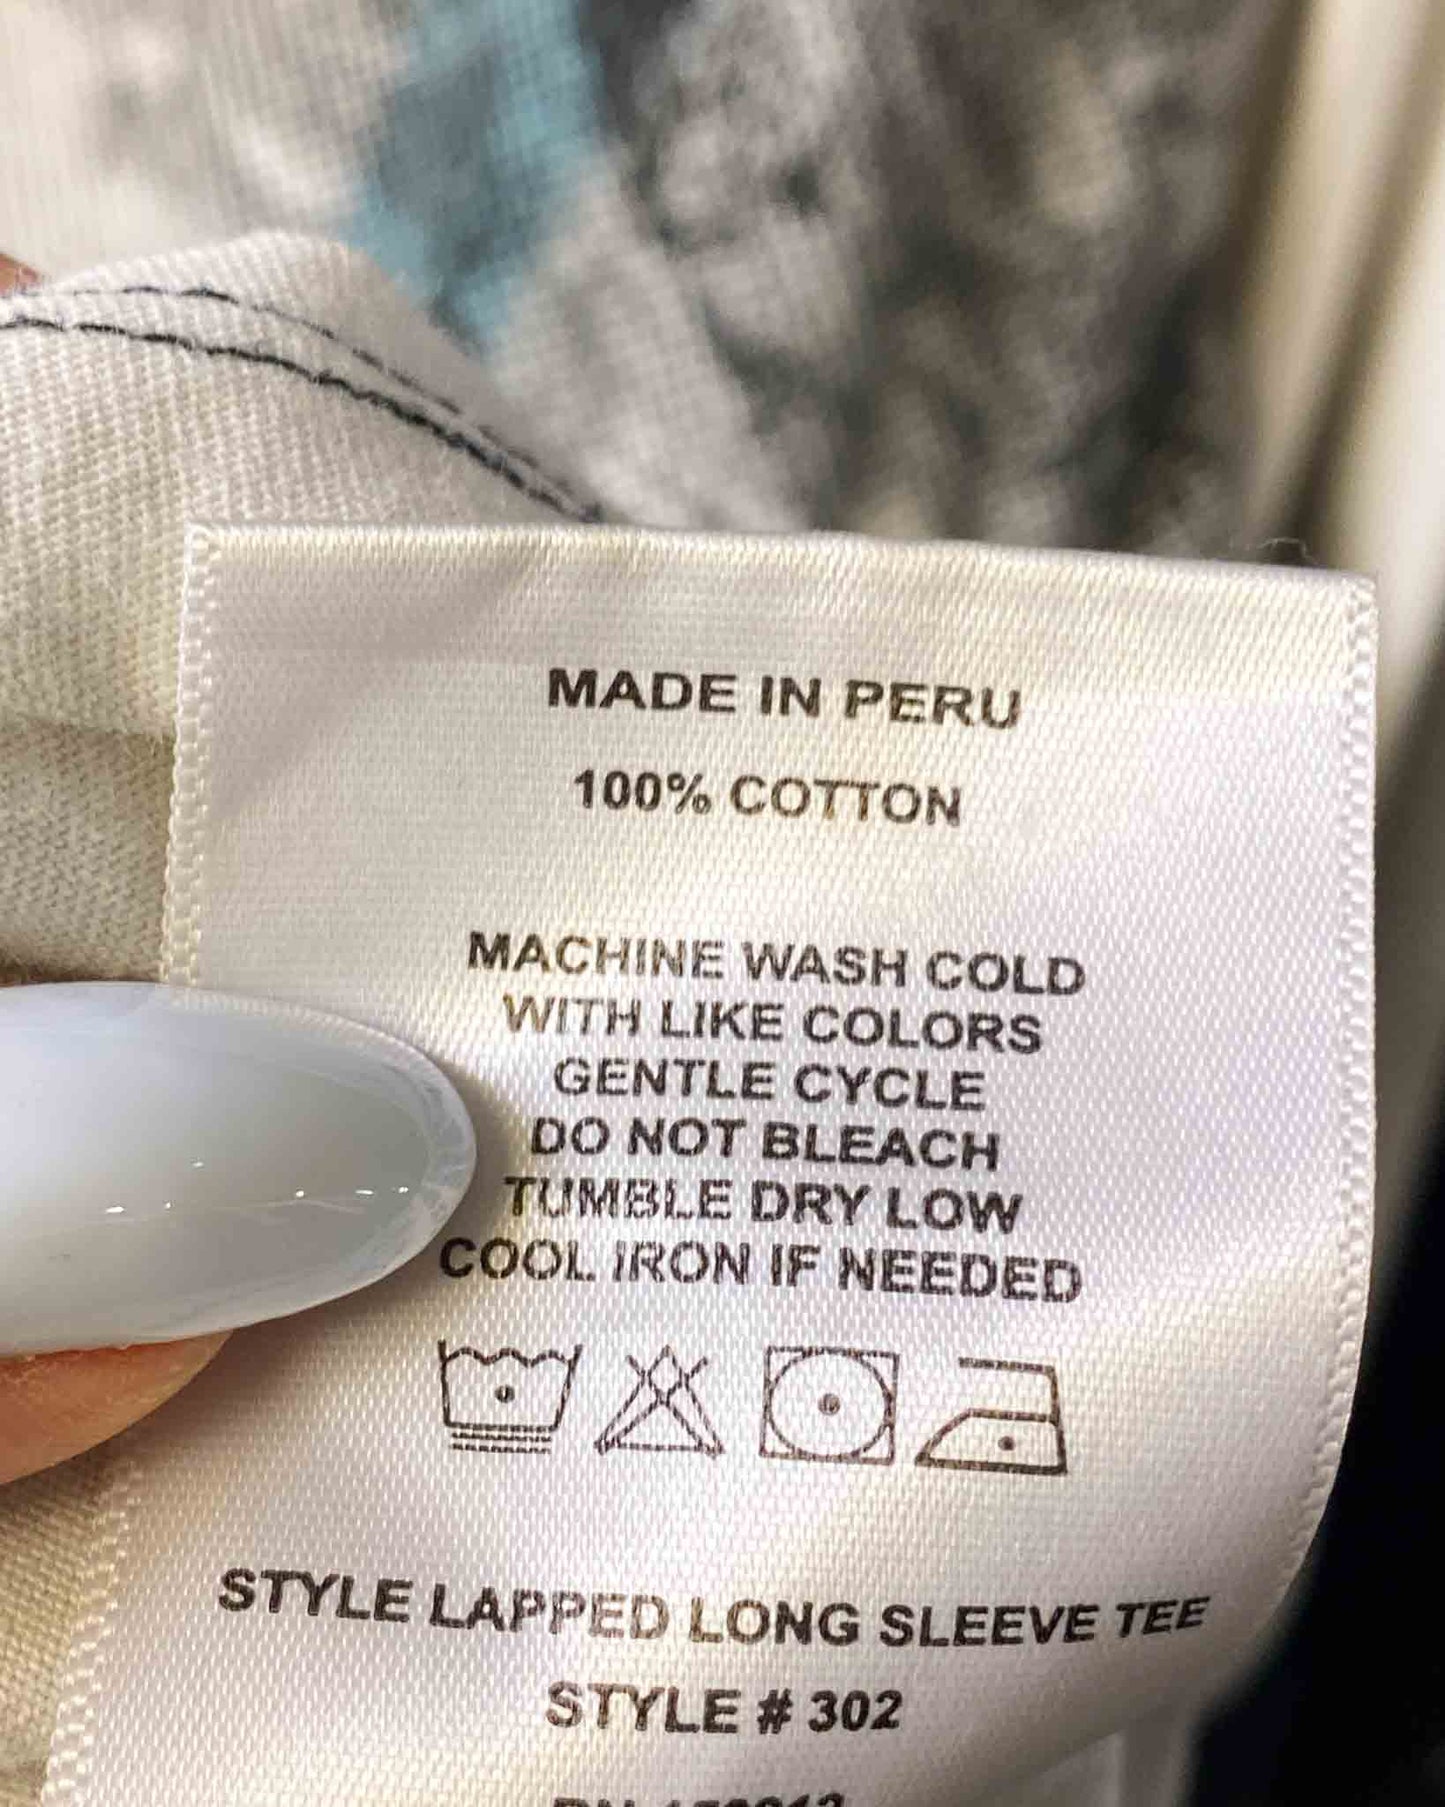 MADE IN PERU
100% COTTON
MACHINE WASH COLD
WITH LIKE COLORS
GENTLE CYCLE
DO NOT BLEACH
TUMBLE DRY LOW
COOL IRON IF NEEDED
STYLE LAPPED LONG SLEEVE TEE
STYLE # 302